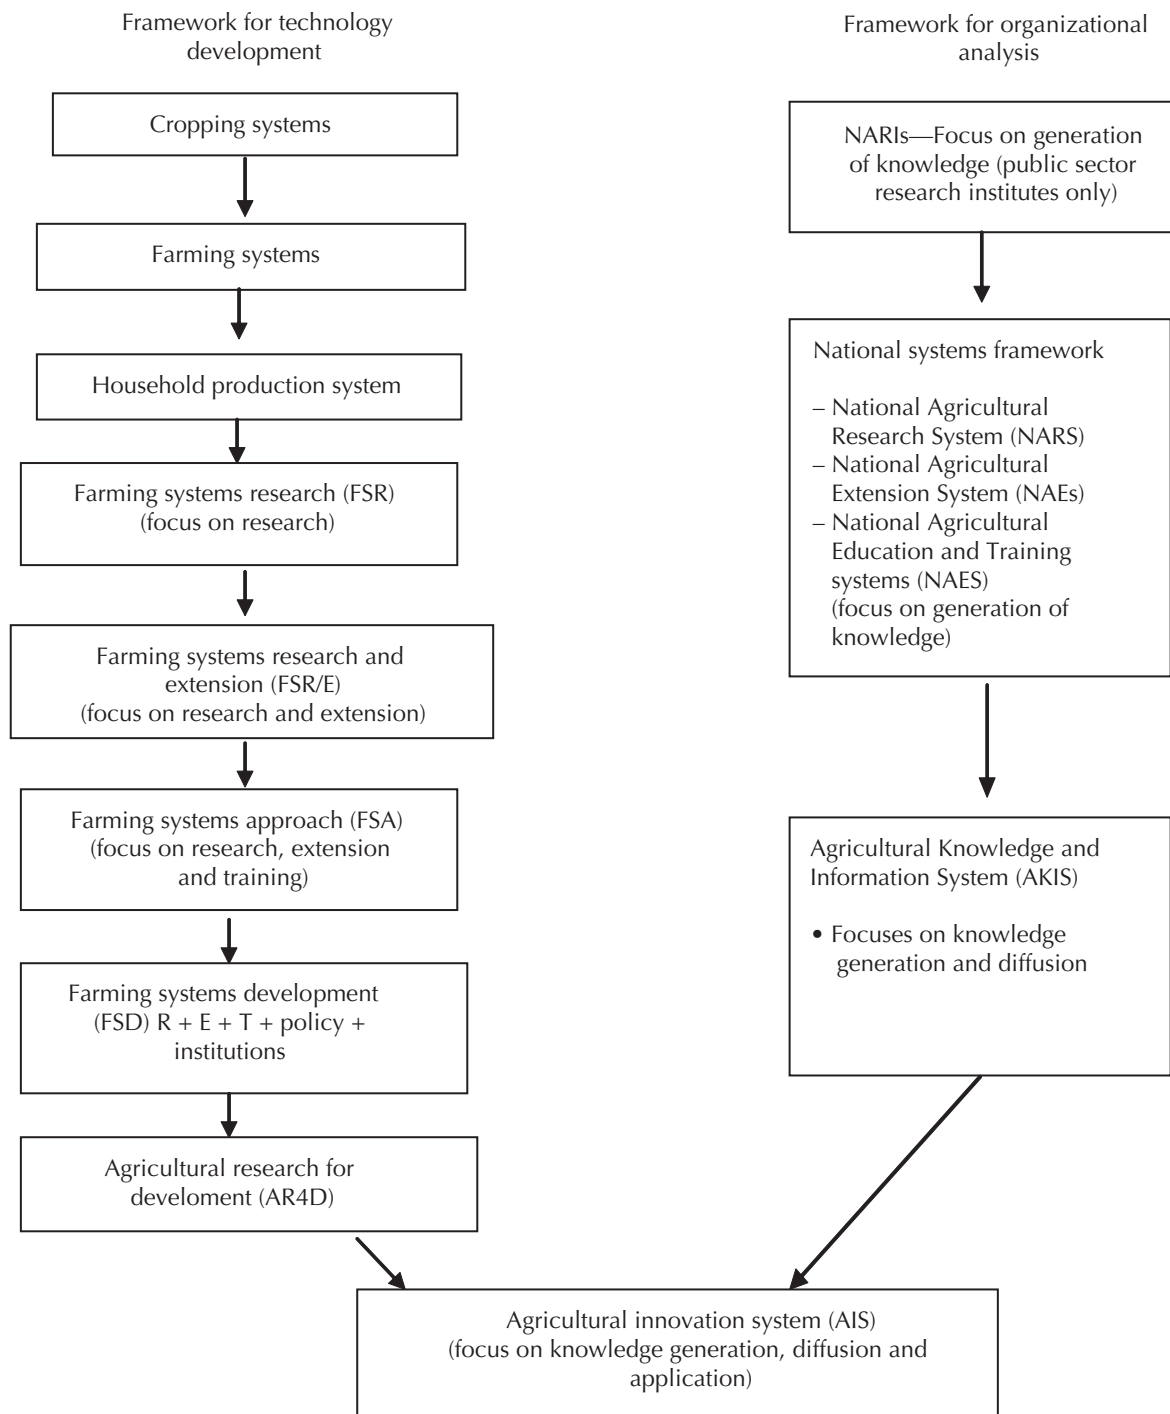 Framework for technology
development
Cropping systems
Farming systems
Household production system
Farming systems research (FSR)
(focus on research)
Farming systems research and
extension (FSR/E)
(focus on research and extension)
Farming systems approach (FSA)
(focus on research, extension
and training)
Farming systems development
(FSD) R + E + T + policy +
institutions
Agricultural research for
develoment (AR4D)
Framework for organizational
analysis
NARIs—Focus on generation
of knowledge (public sector
research institutes only)
National systems framework
– National Agricultural
Research System (NARS)
– National Agricultural
Extension System (NAEs)
– National Agricultural
Education and Training
systems (NAES)
(focus on generation of
knowledge)
Agricultural Knowledge and
Information System (AKIS)
• Focuses on knowledge
generation and diffusion
Agricultural innovation system (AIS)
(focus on knowledge generation, diffusion and
application)